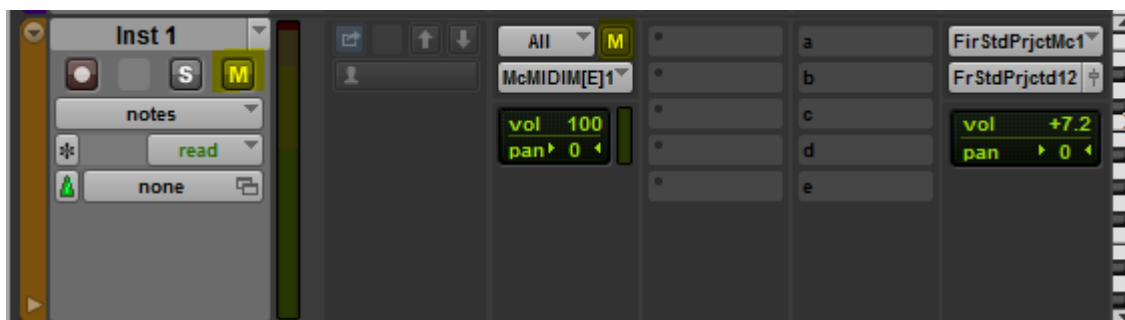 Inst 1
S M
notes
read
none
All M
McMIDIM[E]1
vol 100
pan 0
a
b
c
d
e
FirStdPrjctMc1
FrStdPrjctd12
vol +7.2
pan 0